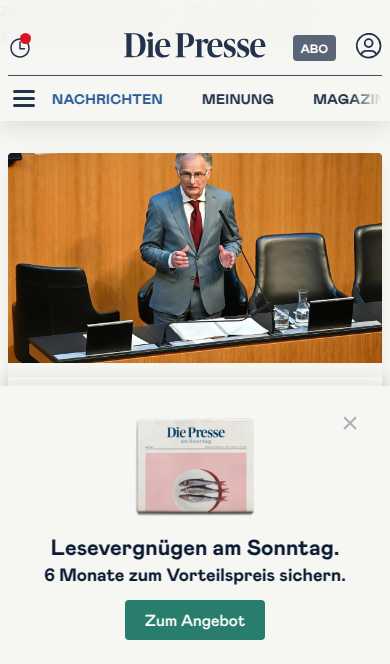 Die Presse
ABO
NACHRICHTEN MEINUNG MAGAZIN
Die Presse
am Sonntag
Lesevergnügen am Sonntag.
6 Monate zum Vorteilspreis sichern.
Zum Angebot